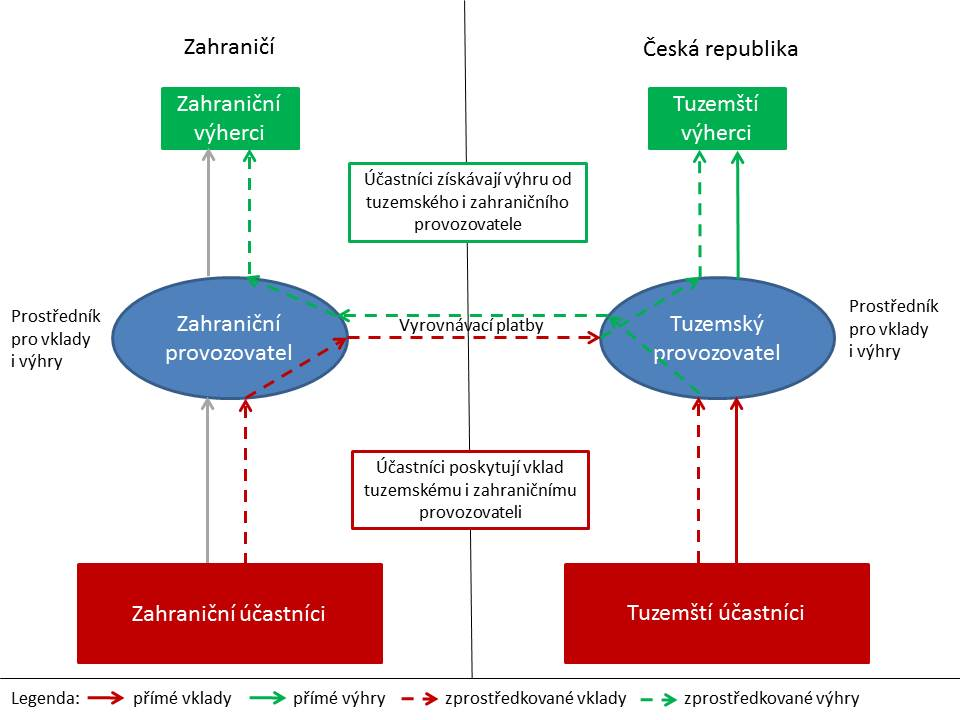 Zahraničí
Česká republika
Zahraniční
výherci
Tuzemští
výherci
Účastníci získávají výhru od
tuzemského i zahraničního
provozovatele
Prostředník
pro vklady
i výhry
Zahraniční
provozovatel
Vyrovnávací platby
Tuzemský
provozovatel
Prostředník
pro vklady
i výhry
Účastníci poskytují vklad
tuzemskému i zahraničnímu
provozovateli
Zahraniční účastníci
Tuzemští účastníci
Legenda: přímé vklady přímé výhry zprostředkované vklady zprostředkované výhry